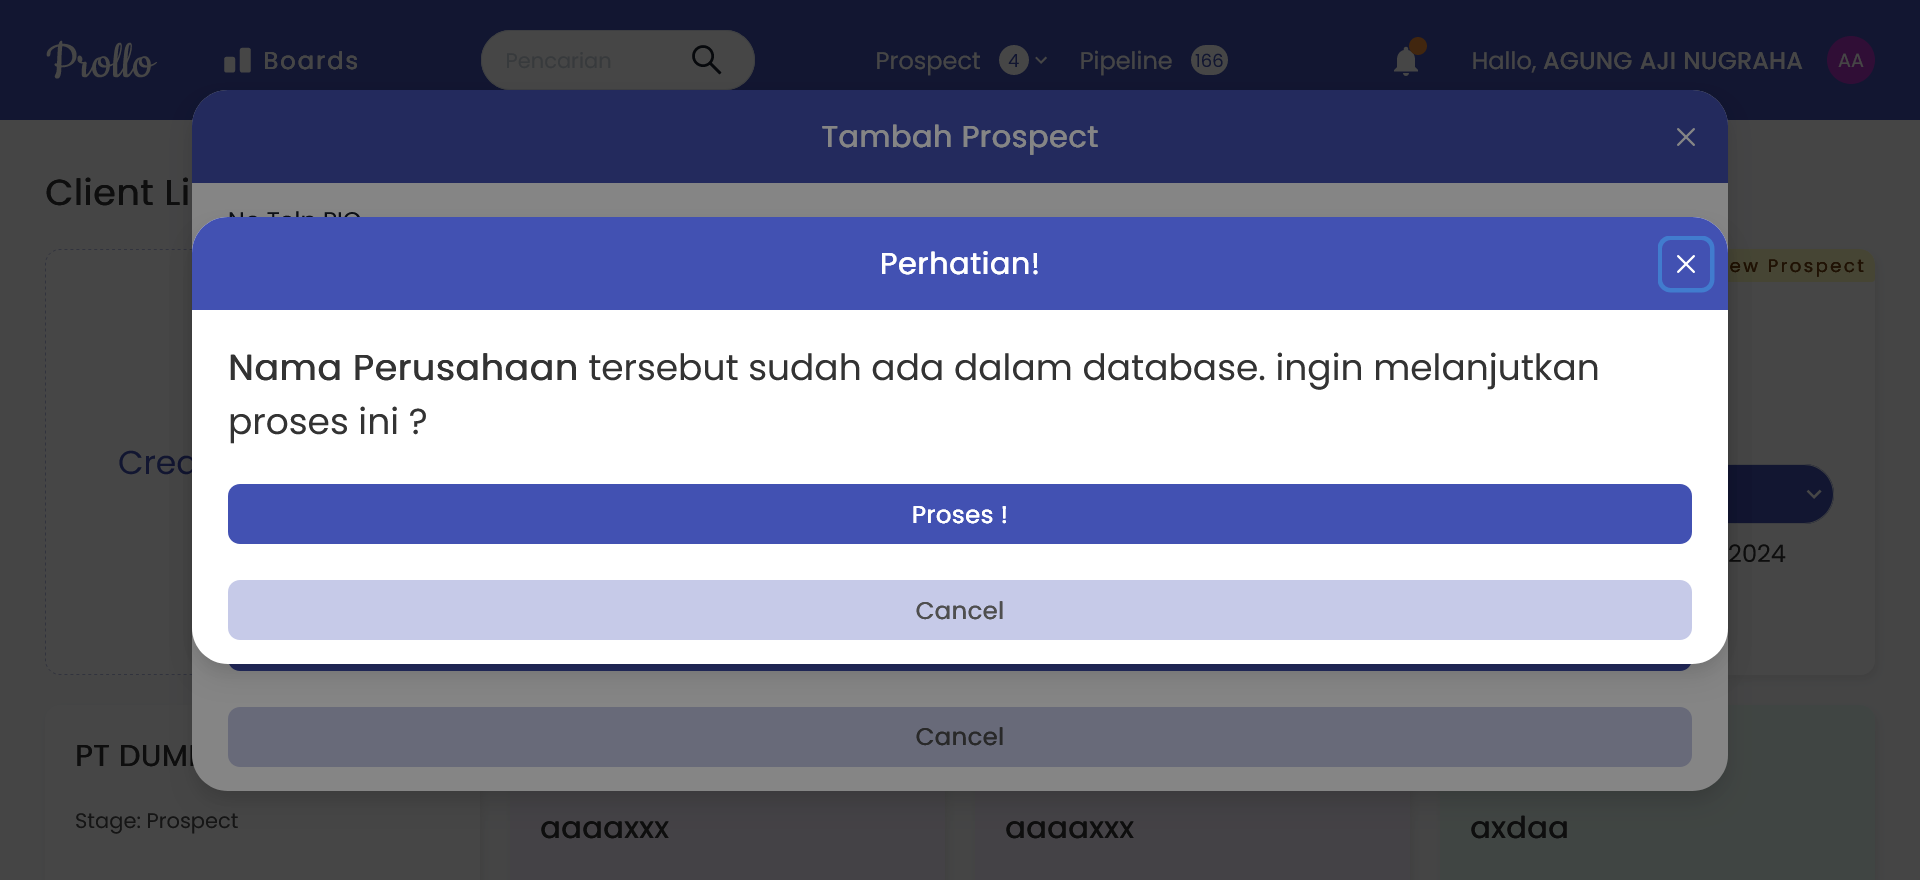 Prollo
Boards
Pencarian
Prospect 4
Pipeline 166
Hallo, AGUNG AJI NUGRAHA
AA
Tambah Prospect
Client Li
No Telp PIC
Perhatian!
ew Prospect
Nama Perusahaan tersebut sudah ada dalam database. ingin melanjutkan
proses ini ?
Crea
Proses !
2024
Cancel
Cancel
PT DUM
Stage: Prospect
aaaaxxx
aaaaxxx
axdaa